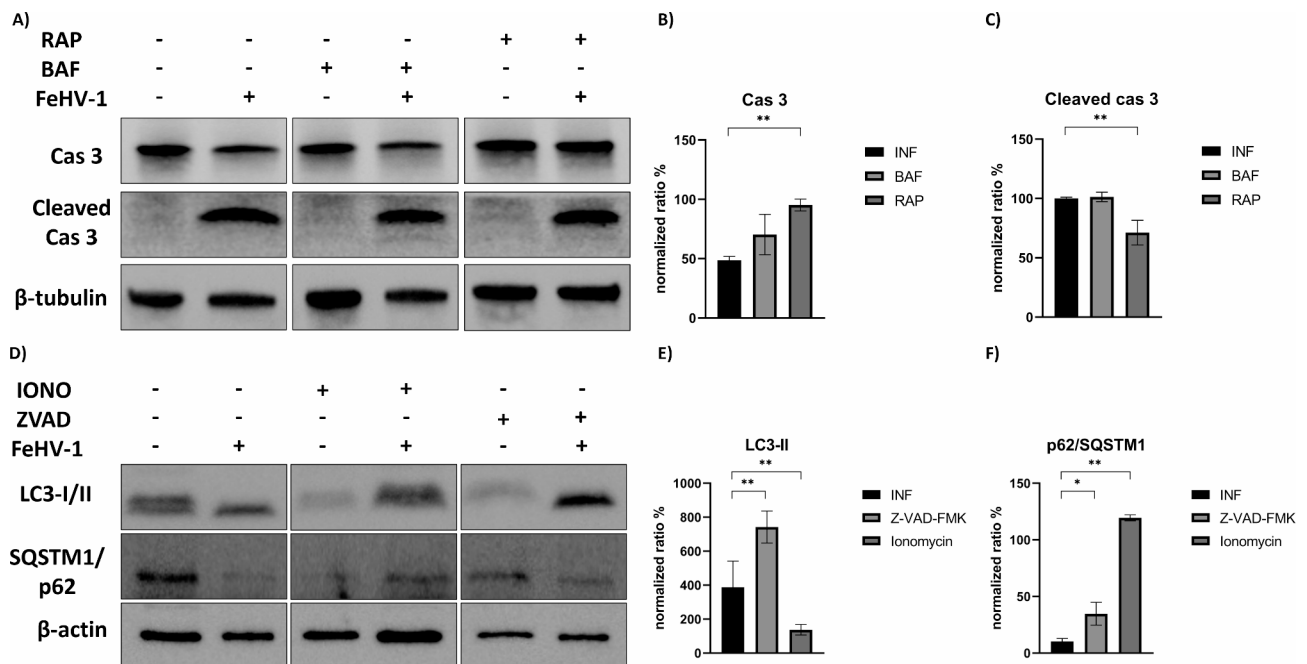 A)
RAP - - - - + +
BAF - - + + - -
FeHV-1 - + - + - +
Cas 3
Cleaved
Cas 3
β-tubulin
B)
Cas 3
normalized ratio %
150
100
50
0
**
INF
BAF
RAP
C)
Cleaved cas 3
normalized ratio %
150
100
50
0
**
INF
BAF
RAP
D)
IONO - - + + - -
ZVAD - - - - + +
FeHV-1 - + - + - +
LC3-I/II
SQSTM1/
p62
β-actin
E)
LC3-II
normalized ratio %
1000
800
600
400
200
0
**
**
INF
Z-VAD-FMK
Ionomycin
F)
p62/SQSTM1
normalized ratio %
150
100
50
0
**
*
INF
Z-VAD-FMK
Ionomycin